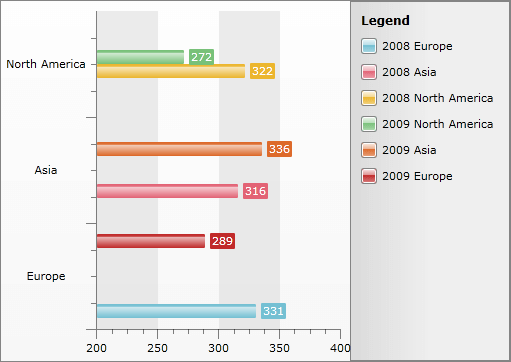 Legend
2008 Europe
2008 Asia
2008 North America
2009 North America
2009 Asia
2009 Europe
North America
272
322
336
Asia
316
289
Europe
331
200 250 300 350 400